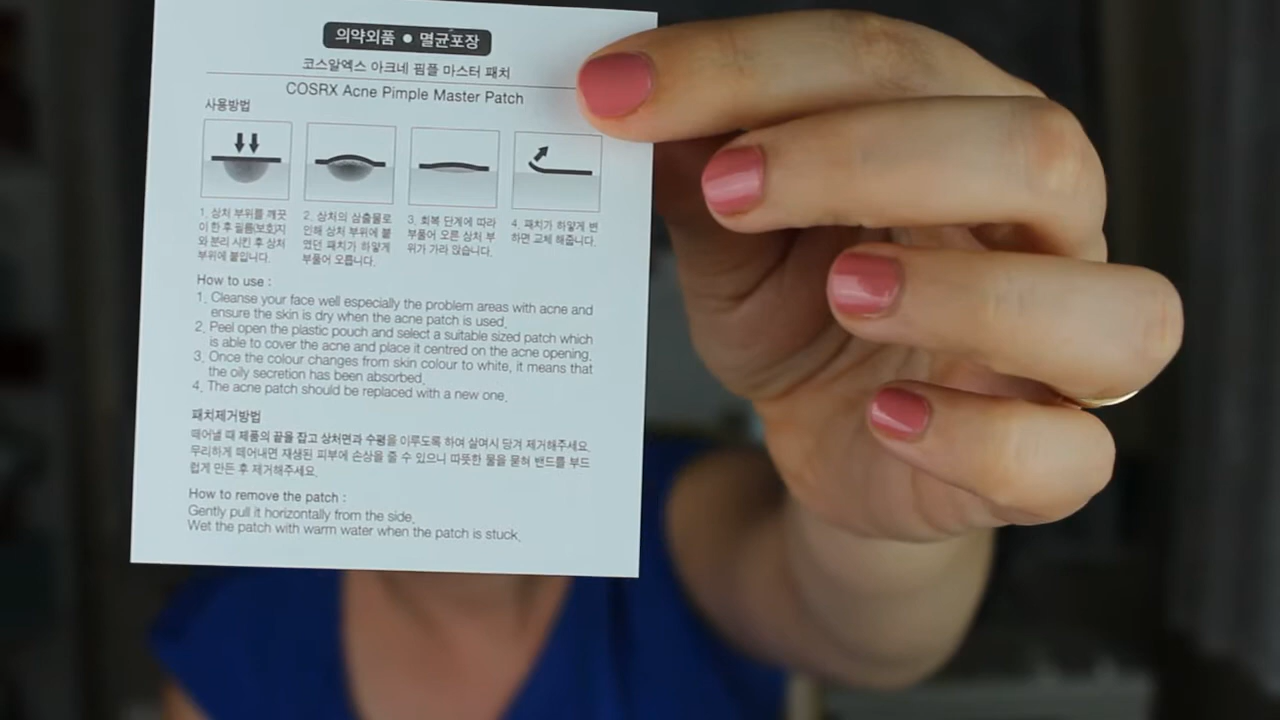 의약외품 ● 멸균포장
코스알엑스 아크네 핌플 마스터 패치
COSRX Acne Pimple Master Patch
사용방법
1. 상처 부위를 깨끗
이 한 후 필름(보호)지
와 분리 시킨 후 상처
부위에 붙입니다.
2. 상처의 삼출물로
인해 상처 부위에 붙
였던 패치가 하얗게
부풀어 오릅니다.
3. 회복 단계에 따라
부풀어 오른 상처 부
위가 가라 앉습니다.
4. 패치가 하얗게 변
하면 교체 해줍니다.
How to use :
1. Cleanse your face well especially the problem areas with acne and
ensure the skin is dry when the acne patch is used.
2. Peel open the plastic pouch and select a suitable sized patch which
is able to cover the acne and place it centred on the acne opening.
3. Once the colour changes from skin colour to white, it means that
the oily secretion has been absorbed.
4. The acne patch should be replaced with a new one.
패치제거방법
떼어낼 때 제품의 끝을 잡고 상처면과 수평을 이루도록 하여 살며시 당겨 제거해주세요.
무리하게 떼어내면 재생된 피부에 손상을 줄 수 있으니 따뜻한 물을 묻혀 밴드를 부드
럽게 만든 후 제거해주세요.
How to remove the patch :
Gently pull it horizontally from the side.
Wet the patch with warm water when the patch is stuck.